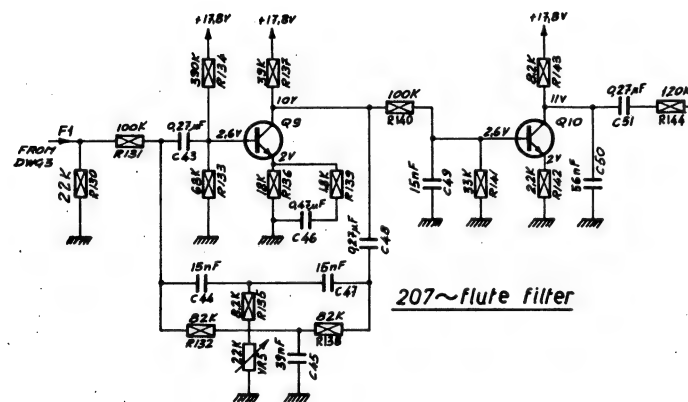 +17,8V
+17,8V
+17,8V
390K
R134
39K
R137
8,2K
R143
10V
11V
F1
FROM
DWG3
100K
R131
0,27µF
C43
2,6V
Q9
2V
100K
R140
2,6V
Q10
2V
0,27µF
C51
120K
R144
22K
R130
68K
R133
18K
R136
R139
0,47µF
C46
15nF
C49
33K
R141
2,2K
R142
56nF
C50
0,27µF
C48
15nF
C44
15nF
C47
8,2K
R135
82K
R132
82K
R138
22K
VR5
39nF
C45
207~flute filter